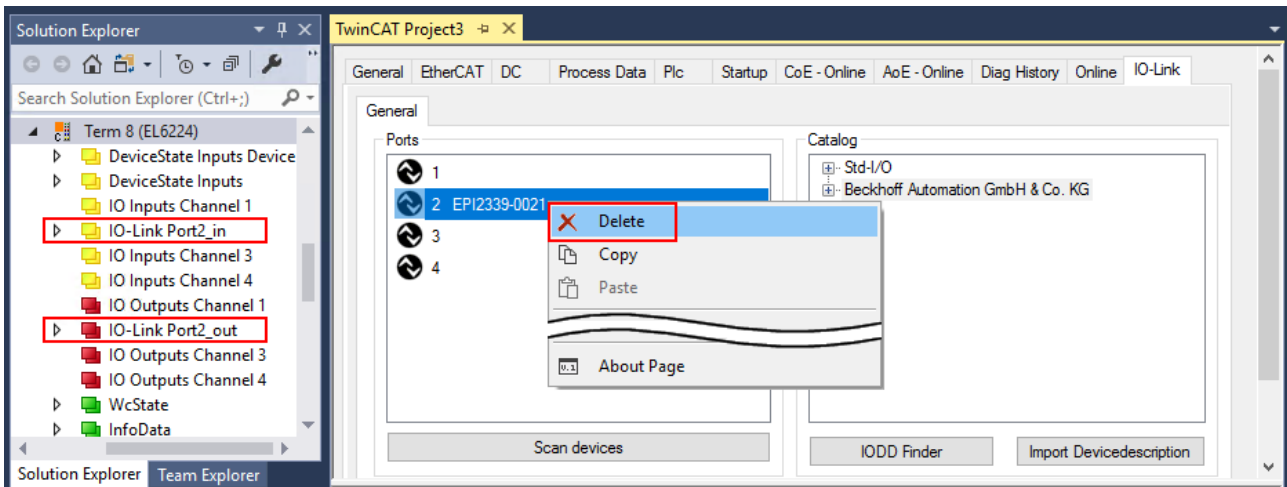 Solution Explorer
Search Solution Explorer (Ctrl+;)
Term 8 (EL6224)
DeviceState Inputs Device
DeviceState Inputs
IO Inputs Channel 1
IO-Link Port2_in
IO Inputs Channel 3
IO Inputs Channel 4
IO Outputs Channel 1
IO-Link Port2_out
IO Outputs Channel 3
IO Outputs Channel 4
WcState
InfoData
Solution Explorer Team Explorer
TwinCAT Project3
General EtherCAT DC Process Data Plc Startup CoE - Online AoE - Online Diag History Online IO-Link
General
Ports
1
2 EPI2339-0021
3
4
Delete
Copy
Paste
v.1 About Page
Scan devices
Catalog
Std-I/O
Beckhoff Automation GmbH & Co. KG
IODD Finder Import Devicedescription